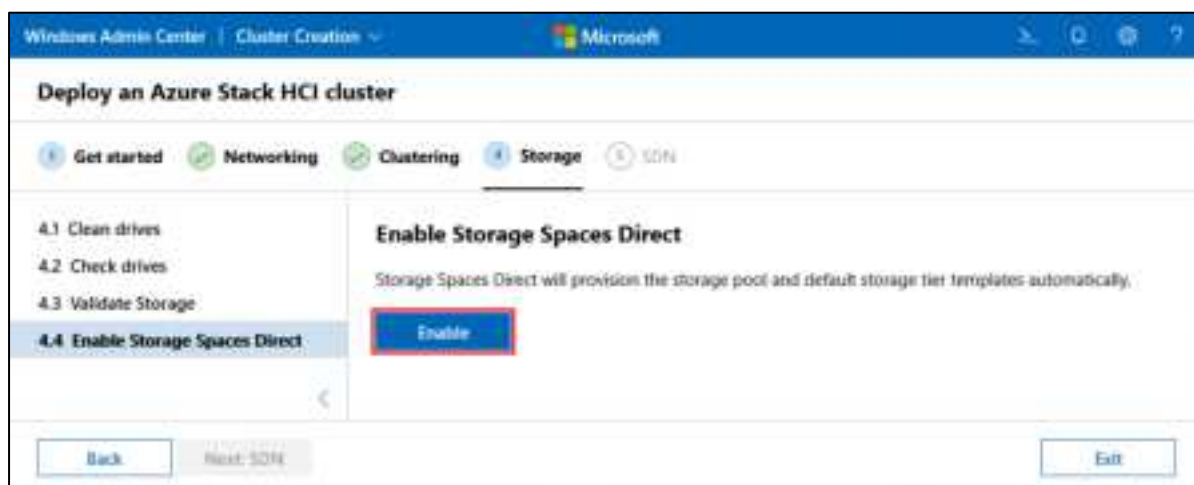 Windows Admin Center | Cluster Creation
Microsoft
Deploy an Azure Stack HCI cluster
1 Get started
Networking
Clustering
4 Storage
5 SDN
4.1 Clean drives
4.2 Check drives
4.3 Validate Storage
4.4 Enable Storage Spaces Direct
Enable Storage Spaces Direct
Storage Spaces Direct will provision the storage pool and default storage tier templates automatically.
Enable
Back
Next: SDN
Exit